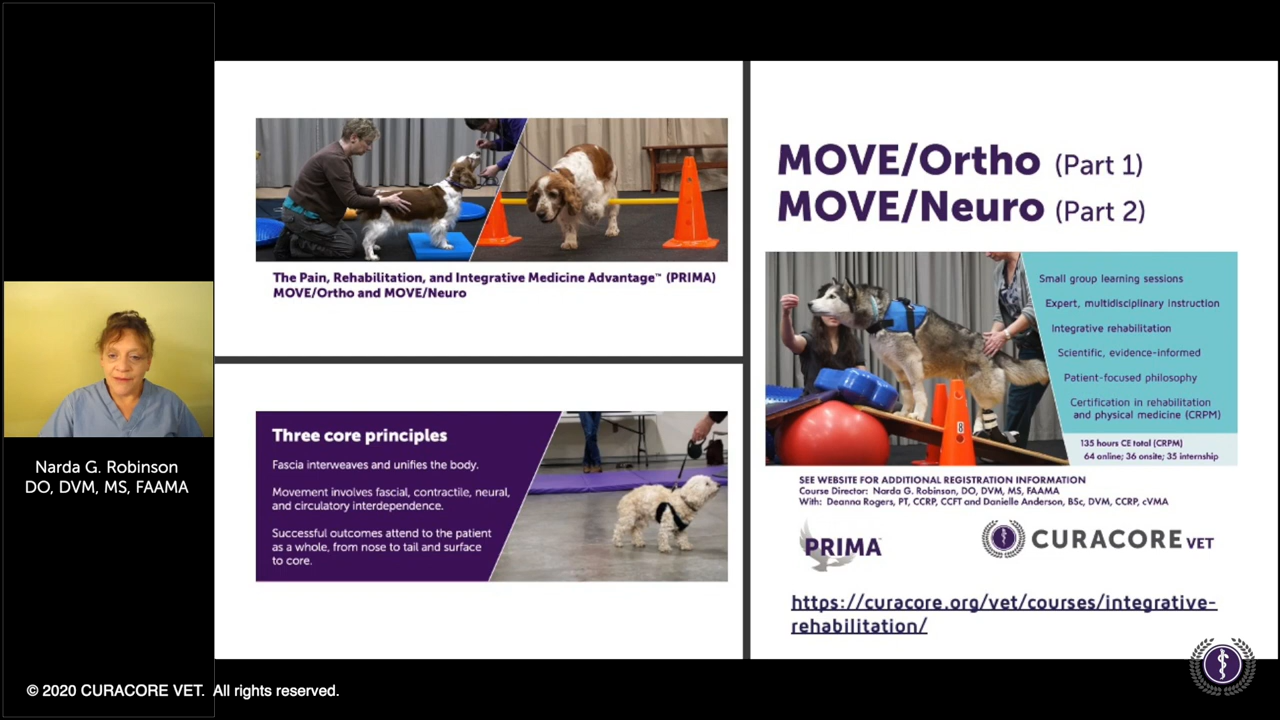 Narda G. Robinson
DO, DVM, MS, FAAMA
The Pain, Rehabilitation, and Integrative Medicine Advantage™ (PRIMA)
MOVE/Ortho and MOVE/Neuro
Three core principles
Fascia interweaves and unifies the body.
Movement involves fascial, contractile, neural,
and circulatory interdependence.
Successful outcomes attend to the patient
as a whole, from nose to tail and surface
to core.
MOVE/Ortho (Part 1)
MOVE/Neuro (Part 2)
8
Small group learning sessions
Expert, multidisciplinary instruction
Integrative rehabilitation
Scientific, evidence-informed
Patient-focused philosophy
Certification in rehabilitation
and physical medicine (CRPM)
135 hours CE total (CRPM)
64 online; 36 onsite; 35 internship
SEE WEBSITE FOR ADDITIONAL REGISTRATION INFORMATION
Course Director: Narda G. Robinson, DO, DVM, MS, FAAMA
With: Deanna Rogers, PT, CCRP, CCFT and Danielle Anderson, BSc, DVM, CCRP, cVMA
PRIMA™
CURACORE VET
https://curacore.org/vet/courses/integrative-
rehabilitation/
© 2020 CURACORE VET. All rights reserved.